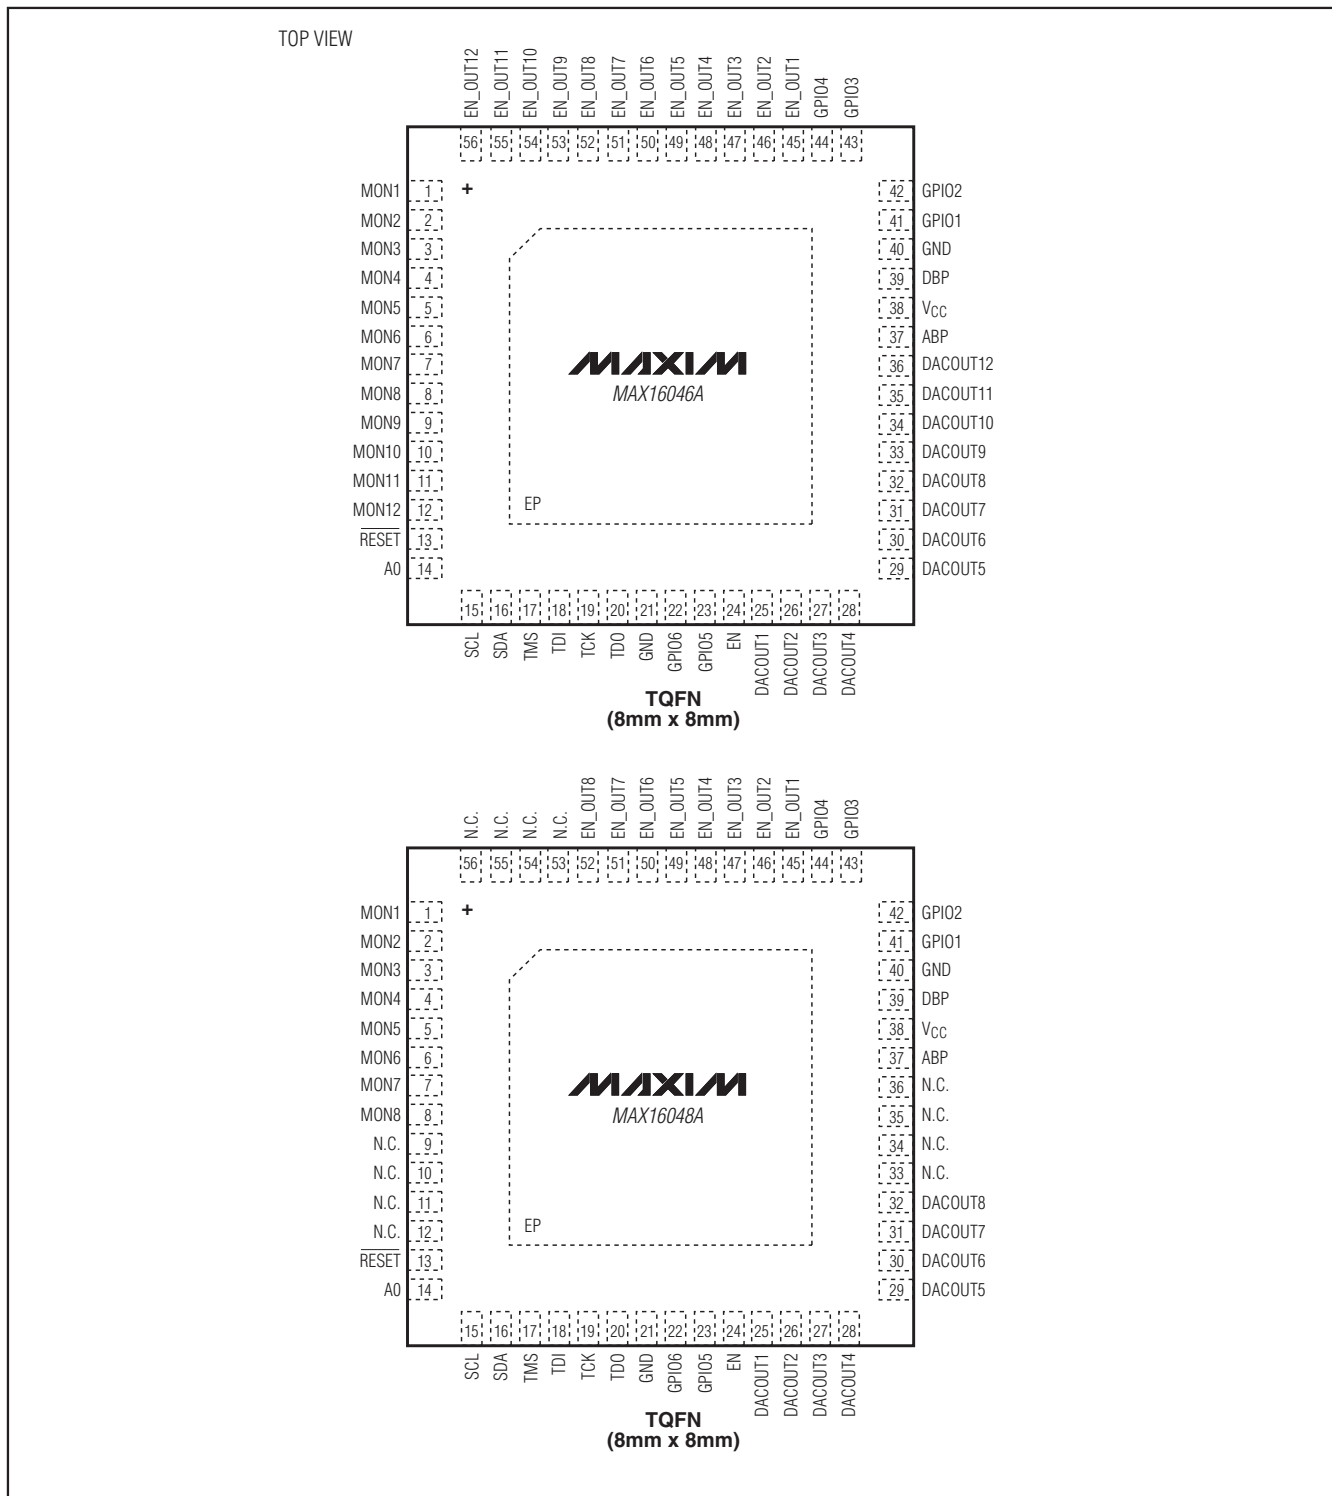 TOP VIEW
EN_OUT12 EN_OUT11 EN_OUT10 EN_OUT9 EN_OUT8 EN_OUT7 EN_OUT6 EN_OUT5 EN_OUT4 EN_OUT3 EN_OUT2 EN_OUT1 GPIO4 GPIO3
56 55 54 53 52 51 50 49 48 47 46 45 44 43
MON1 1 + 42 GPIO2
MON2 2 41 GPIO1
MON3 3 40 GND
MON4 4 39 DBP
MON5 5 38 VCC
MON6 6 37 ABP
MON7 7 MAXIM 36 DACOUT12
MON8 8 MAX16046A 35 DACOUT11
MON9 9 34 DACOUT10
MON10 10 33 DACOUT9
MON11 11 32 DACOUT8
MON12 12 EP 31 DACOUT7
RESET 13 30 DACOUT6
A0 14 29 DACOUT5
15 16 17 18 19 20 21 22 23 24 25 26 27 28
SCL SDA TMS TDI TCK TDO GND GPIO6 GPIO5 EN DACOUT1 DACOUT2 DACOUT3 DACOUT4
TQFN
(8mm x 8mm)
N.C. N.C. N.C. N.C. EN_OUT8 EN_OUT7 EN_OUT6 EN_OUT5 EN_OUT4 EN_OUT3 EN_OUT2 EN_OUT1 GPIO4 GPIO3
56 55 54 53 52 51 50 49 48 47 46 45 44 43
MON1 1 + 42 GPIO2
MON2 2 41 GPIO1
MON3 3 40 GND
MON4 4 39 DBP
MON5 5 38 VCC
MON6 6 37 ABP
MON7 7 MAXIM 36 N.C.
MON8 8 MAX16048A 35 N.C.
N.C. 9 34 N.C.
N.C. 10 33 N.C.
N.C. 11 32 DACOUT8
N.C. 12 EP 31 DACOUT7
RESET 13 30 DACOUT6
A0 14 29 DACOUT5
15 16 17 18 19 20 21 22 23 24 25 26 27 28
SCL SDA TMS TDI TCK TDO GND GPIO6 GPIO5 EN DACOUT1 DACOUT2 DACOUT3 DACOUT4
TQFN
(8mm x 8mm)